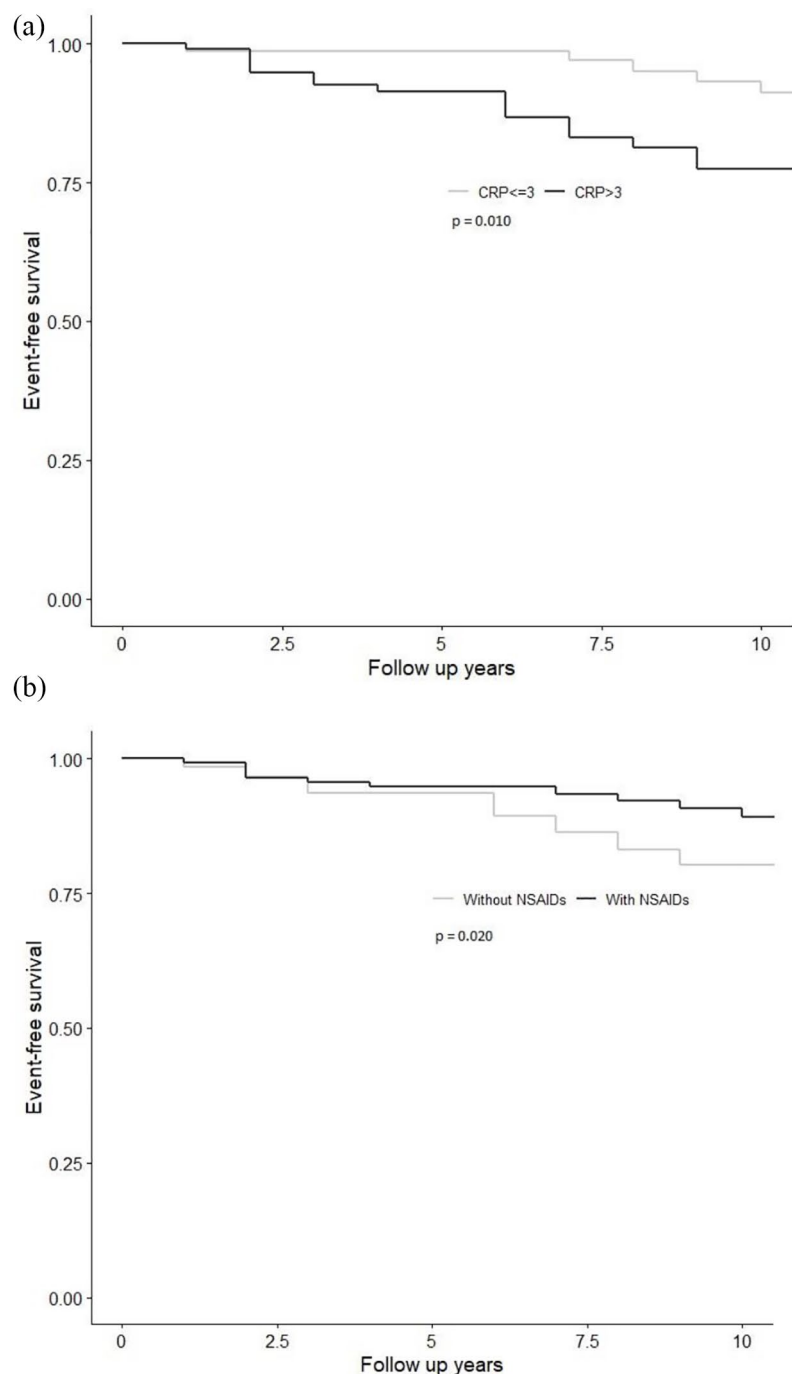 (a)
1.00
0.75
0.50
0.25
0.00
Event-free survival
CRP<=3 CRP>3
p = 0.010
0 2.5 5 7.5 10
Follow up years
(b)
1.00
0.75
0.50
0.25
0.00
Event-free survival
Without NSAIDs With NSAIDs
p = 0.020
0 2.5 5 7.5 10
Follow up years